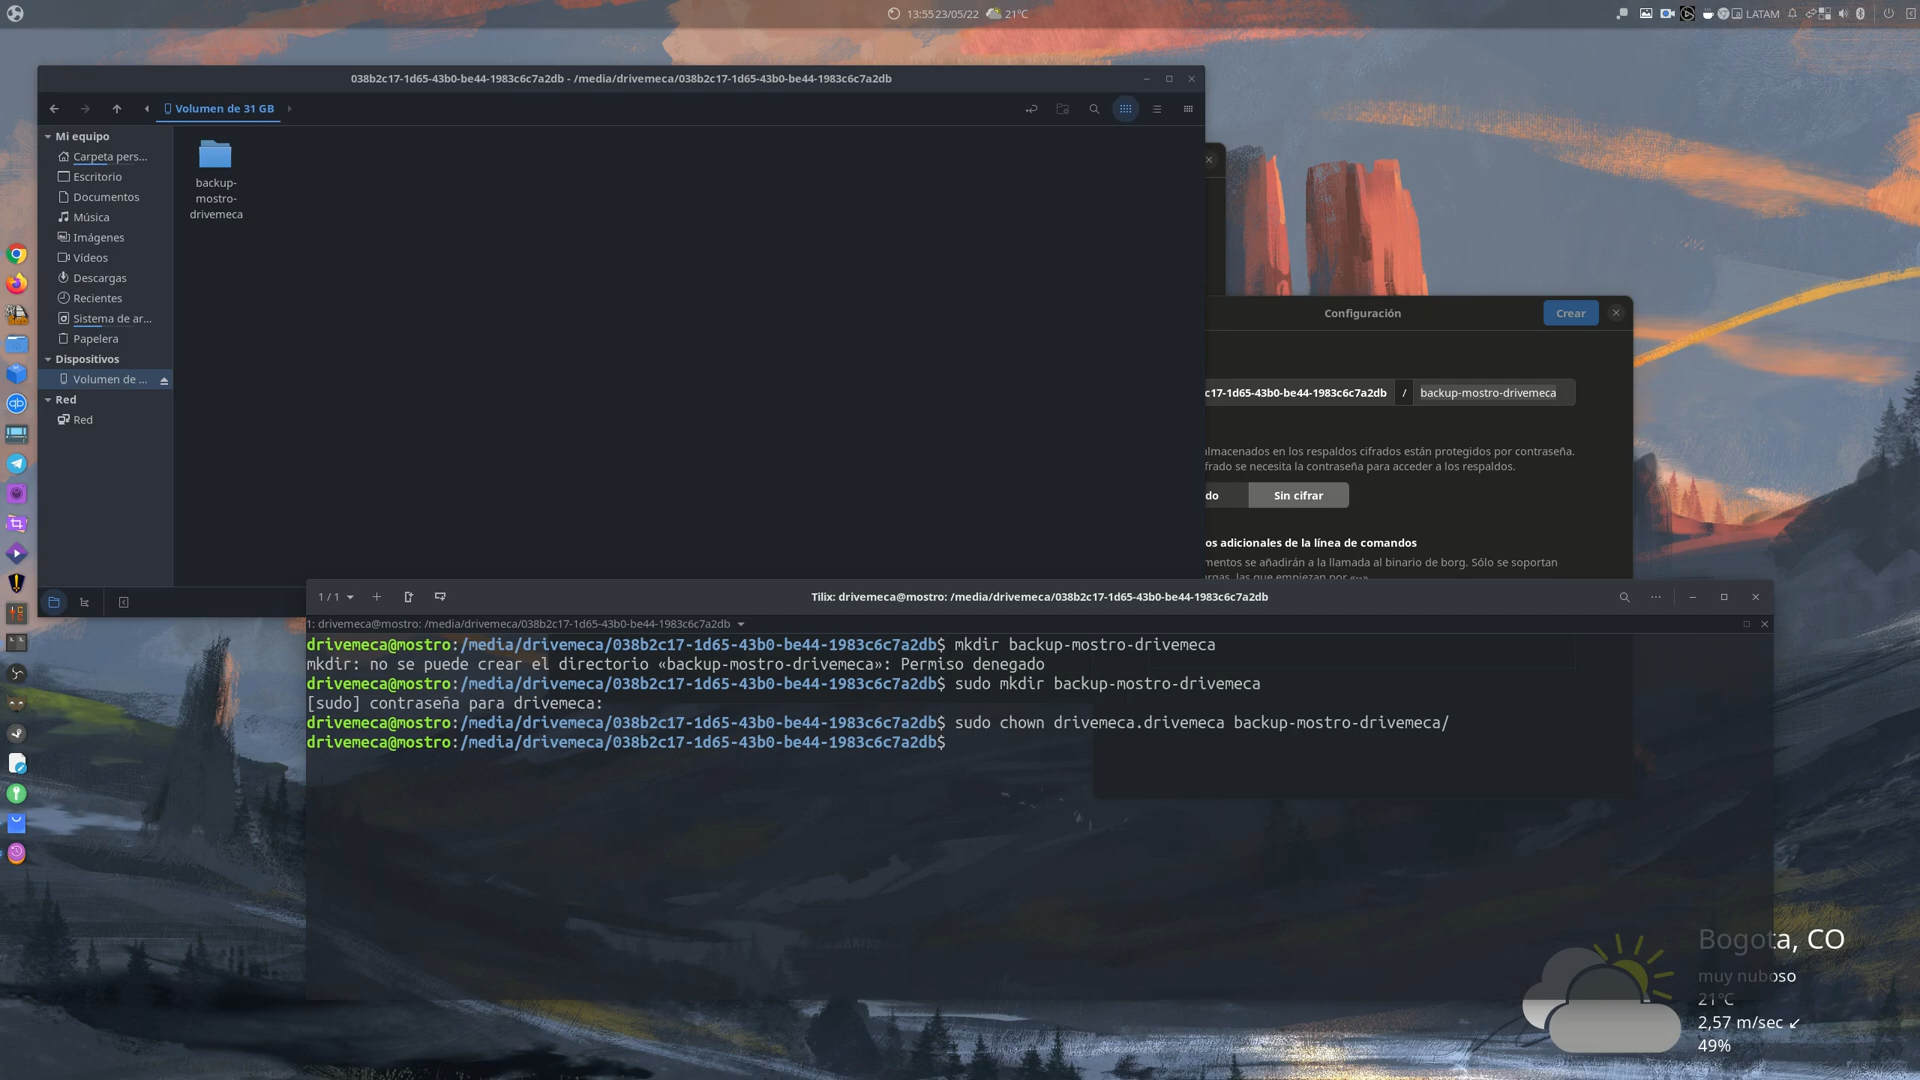 13:55 23/05/22 21°C
LATAM
038b2c17-1d65-43b0-be44-1983c6c7a2db - /media/drivemeca/038b2c17-1d65-43b0-be44-1983c6c7a2db
Volumen de 31 GB
Mi equipo
Carpeta pers...
Escritorio
Documentos
Música
Imágenes
Vídeos
Descargas
Recientes
Sistema de ar...
Papelera
Dispositivos
Volumen de ...
Red
Red
backup-
mostro-
drivemeca
Configuración
Crear
c17-1d65-43b0-be44-1983c6c7a2db / backup-mostro-drivemeca
almacenados en los respaldos cifrados están protegidos por contraseña.
frado se necesita la contraseña para acceder a los respaldos.
do Sin cifrar
os adicionales de la línea de comandos
mentos se añadirán a la llamada al binario de borg. Sólo se soportan
1 / 1
Tilix: drivemeca@mostro: /media/drivemeca/038b2c17-1d65-43b0-be44-1983c6c7a2db
1: drivemeca@mostro: /media/drivemeca/038b2c17-1d65-43b0-be44-1983c6c7a2db
drivemeca@mostro:/media/drivemeca/038b2c17-1d65-43b0-be44-1983c6c7a2db$ mkdir backup-mostro-drivemeca
mkdir: no se puede crear el directorio «backup-mostro-drivemeca»: Permiso denegado
drivemeca@mostro:/media/drivemeca/038b2c17-1d65-43b0-be44-1983c6c7a2db$ sudo mkdir backup-mostro-drivemeca
[sudo] contraseña para drivemeca:
drivemeca@mostro:/media/drivemeca/038b2c17-1d65-43b0-be44-1983c6c7a2db$ sudo chown drivemeca.drivemeca backup-mostro-drivemeca/
drivemeca@mostro:/media/drivemeca/038b2c17-1d65-43b0-be44-1983c6c7a2db$
Bogota, CO
muy nuboso
21°C
2,57 m/sec ↙
49%